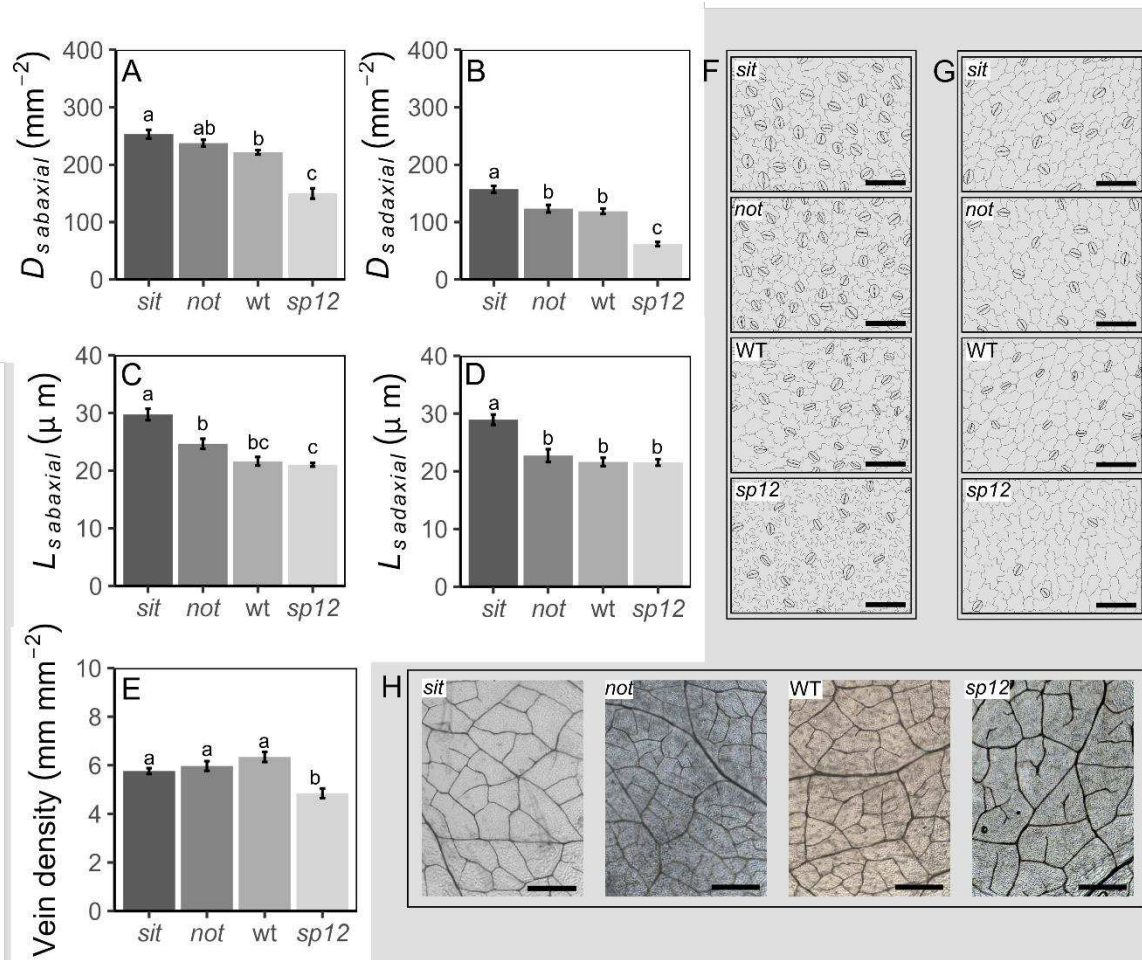 A
D_s abaxial (mm⁻²)
400
300
200
100
0
a
ab
b
c
sit not wt sp12
B
D_s adaxial (mm⁻²)
400
300
200
100
0
a
b
b
c
sit not wt sp12
C
L_s abaxial (μ m)
40
30
20
10
0
a
b
bc
c
sit not wt sp12
D
L_s adaxial (μ m)
40
30
20
10
0
a
b
b
b
sit not wt sp12
E
Vein density (mm mm⁻²)
10
8
6
4
2
0
a
a
a
b
sit not wt sp12
F
sit
not
WT
sp12
G
sit
not
WT
sp12
H
sit
not
WT
sp12